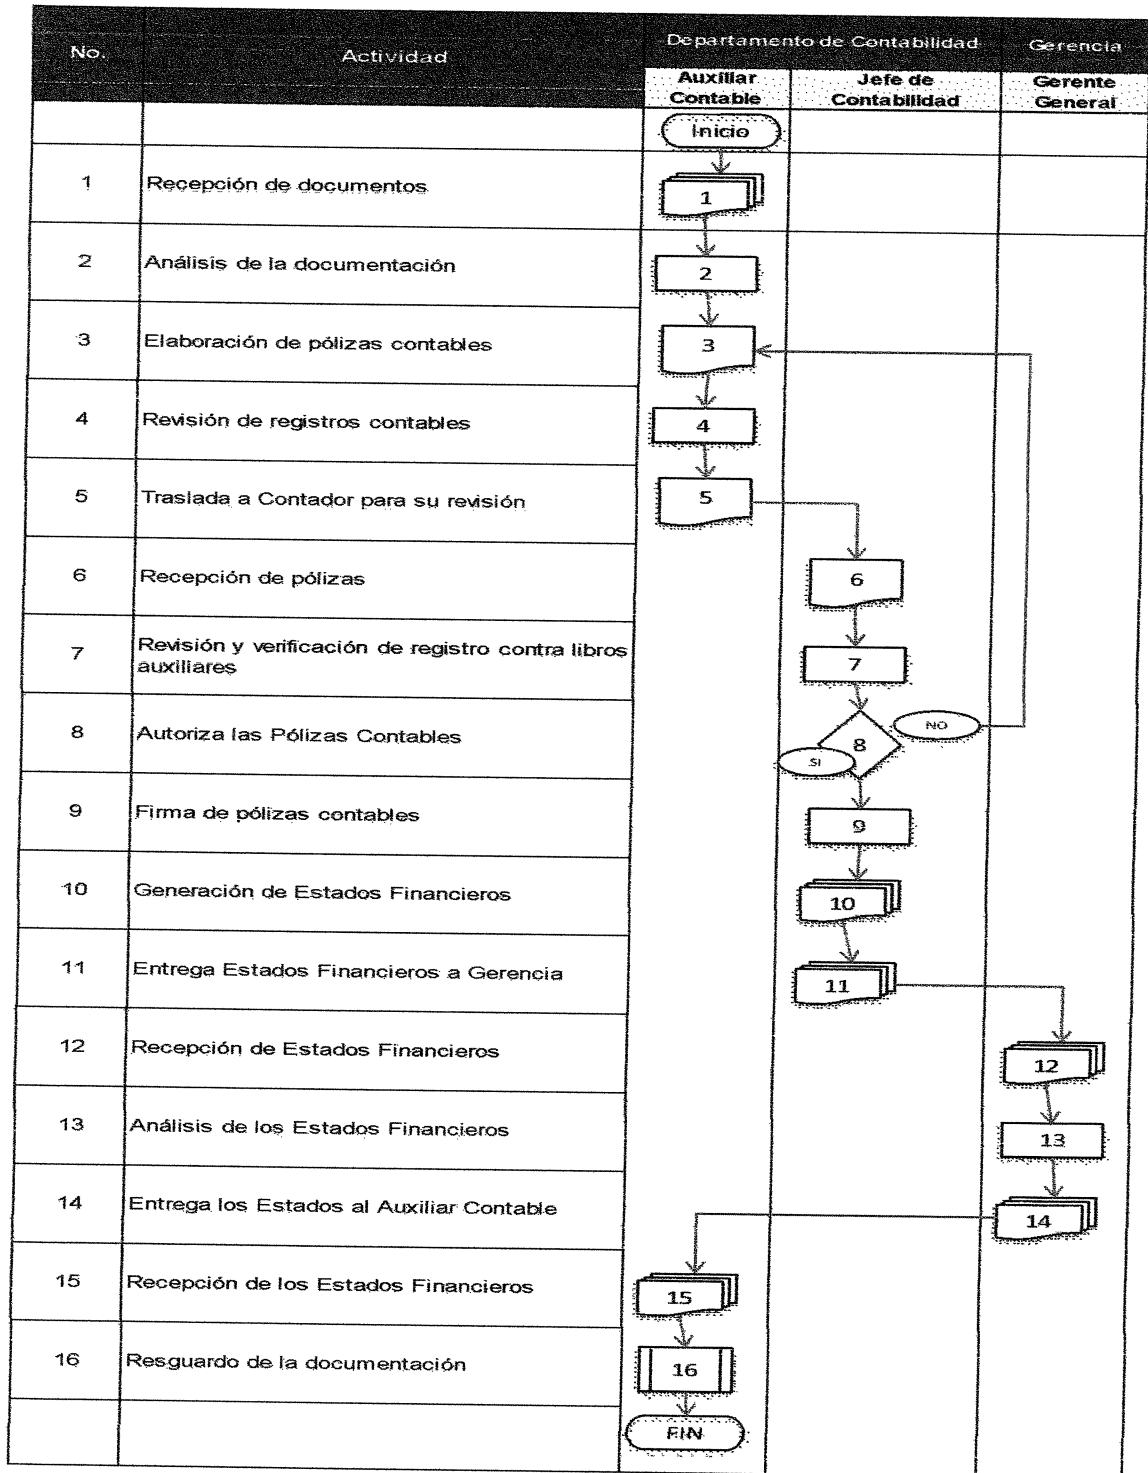 No. Actividad Departamento de Contabilidad Gerencia
Auxiliar Contable Jefe de Contabilidad Gerente General
Inicio
1 Recepción de documentos 1
2 Análisis de la documentación 2
3 Elaboración de pólizas contables 3
4 Revisión de registros contables 4
5 Traslada a Contador para su revisión 5
6 Recepción de pólizas 6
7 Revisión y verificación de registro contra libros auxiliares 7
8 Autoriza las Pólizas Contables 8 NO
SI
9 Firma de pólizas contables 9
10 Generación de Estados Financieros 10
11 Entrega Estados Financieros a Gerencia 11
12 Recepción de Estados Financieros 12
13 Análisis de los Estados Financieros 13
14 Entrega los Estados al Auxiliar Contable 14
15 Recepción de los Estados Financieros 15
16 Resguardo de la documentación 16
FIN